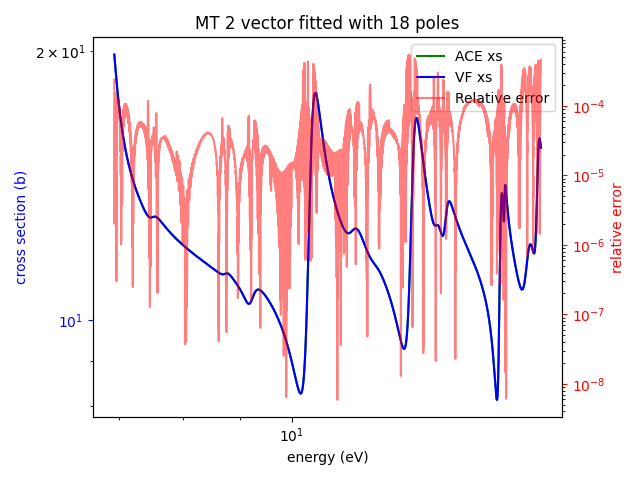 MT 2 vector fitted with 18 poles
ACE xs
VF xs
Relative error
2 × 10¹
10¹
cross section (b)
10⁻⁴
10⁻⁵
10⁻⁶
10⁻⁷
10⁻⁸
relative error
10¹
energy (eV)